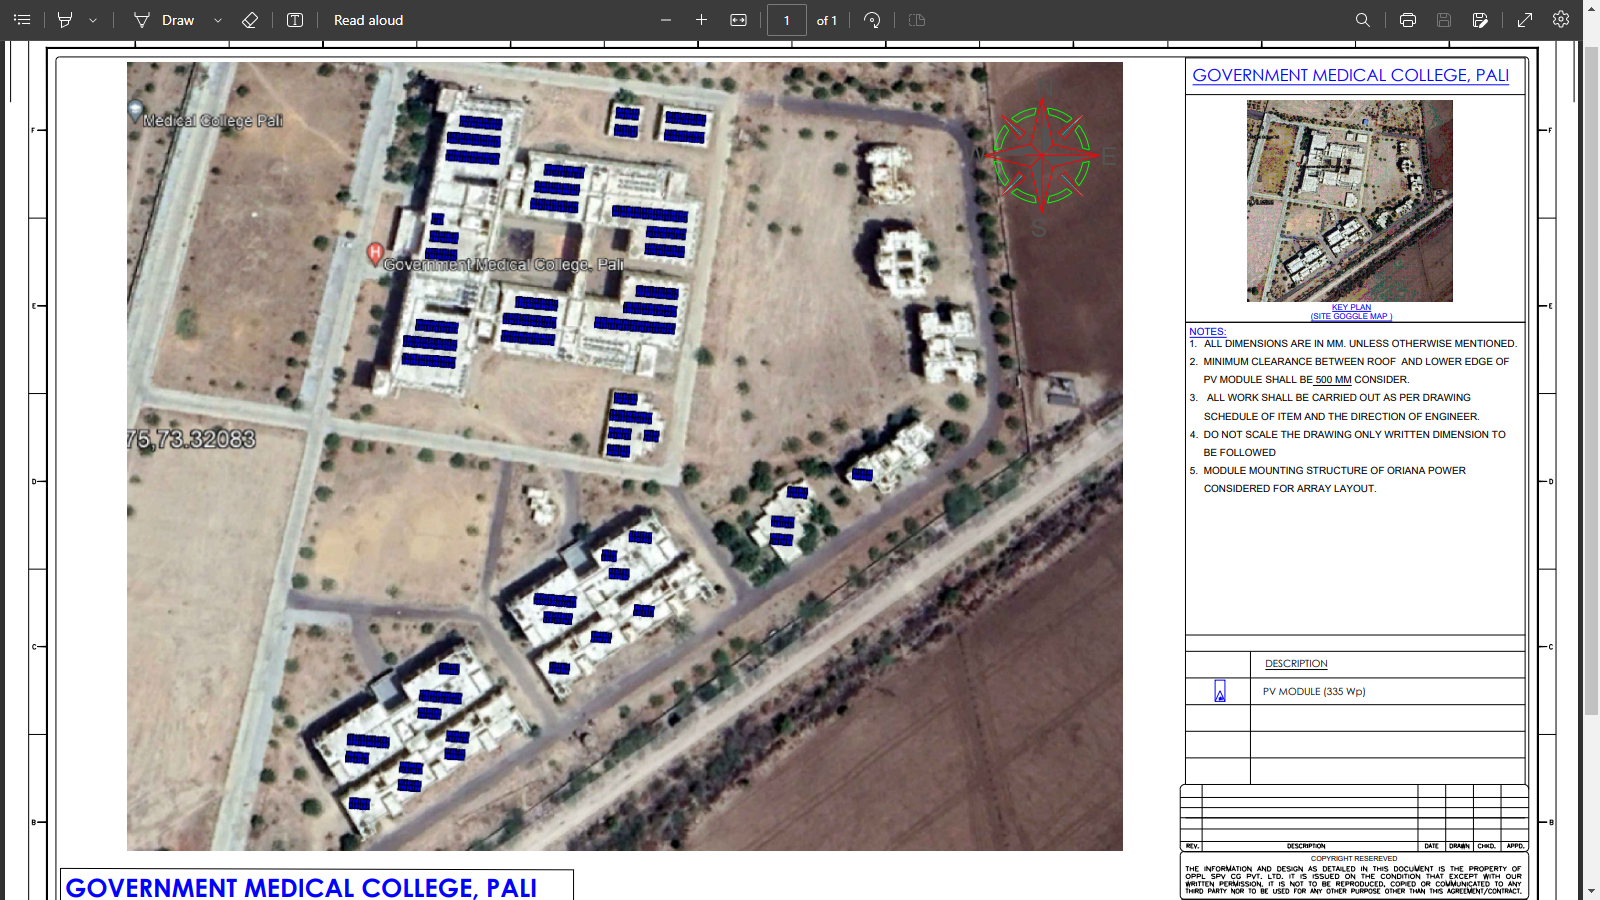 Draw
Read aloud
1
of 1
GOVERNMENT MEDICAL COLLEGE, PALI
Medical College Pali
H
Government Medical College, Pali
75,73.32083
E
S
KEY PLAN
(SITE GOGGLE MAP )
NOTES:
1. ALL DIMENSIONS ARE IN MM. UNLESS OTHERWISE MENTIONED.
2. MINIMUM CLEARANCE BETWEEN ROOF AND LOWER EDGE OF
PV MODULE SHALL BE 500 MM CONSIDER.
3. ALL WORK SHALL BE CARRIED OUT AS PER DRAWING
SCHEDULE OF ITEM AND THE DIRECTION OF ENGINEER.
4. DO NOT SCALE THE DRAWING ONLY WRITTEN DIMENSION TO
BE FOLLOWED
5. MODULE MOUNTING STRUCTURE OF ORIANA POWER
CONSIDERED FOR ARRAY LAYOUT.
DESCRIPTION
PV MODULE (335 Wp)
REV. DESCRIPTION DATE DRAWN CHKD. APPD.
COPYRIGHT RESEREVED
THE INFORMATION AND DESIGN AS DETAILED IN THIS DOCUMENT IS THE PROPERTY OF
OPPL SPV CG PVT. LTD. IT IS ISSUED ON THE CONDITION THAT EXCEPT WITH OUR
WRITTEN PERMISSION, IT IS NOT TO BE REPRODUCED, COPIED OR COMMUNICATED TO ANY
THIRD PARTY NOR TO BE USED FOR ANY OTHER PURPOSE OTHER THAN THIS AGREEMENT/CONTRACT.
F
E
D
C
B
F
E
D
C
B
GOVERNMENT MEDICAL COLLEGE, PALI